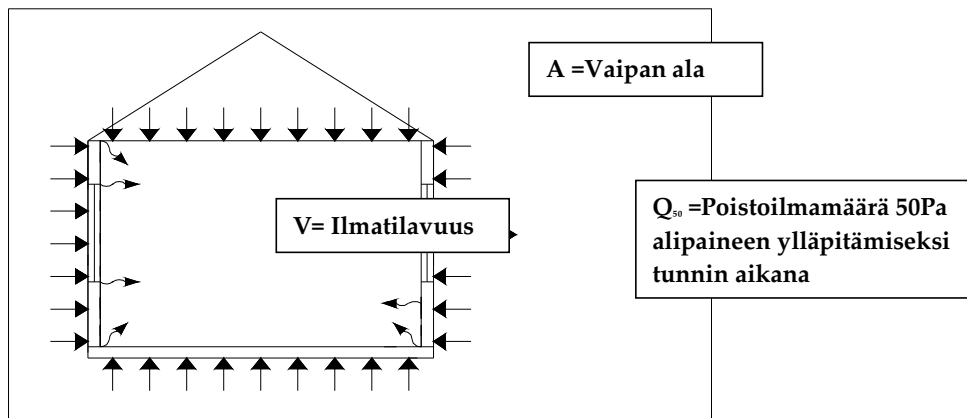 A =Vaipan ala
V= Ilmatilavuus
Q₅₀ =Poistoilmamäärä 50Pa
alipaineen ylläpitämiseksi
tunnin aikana